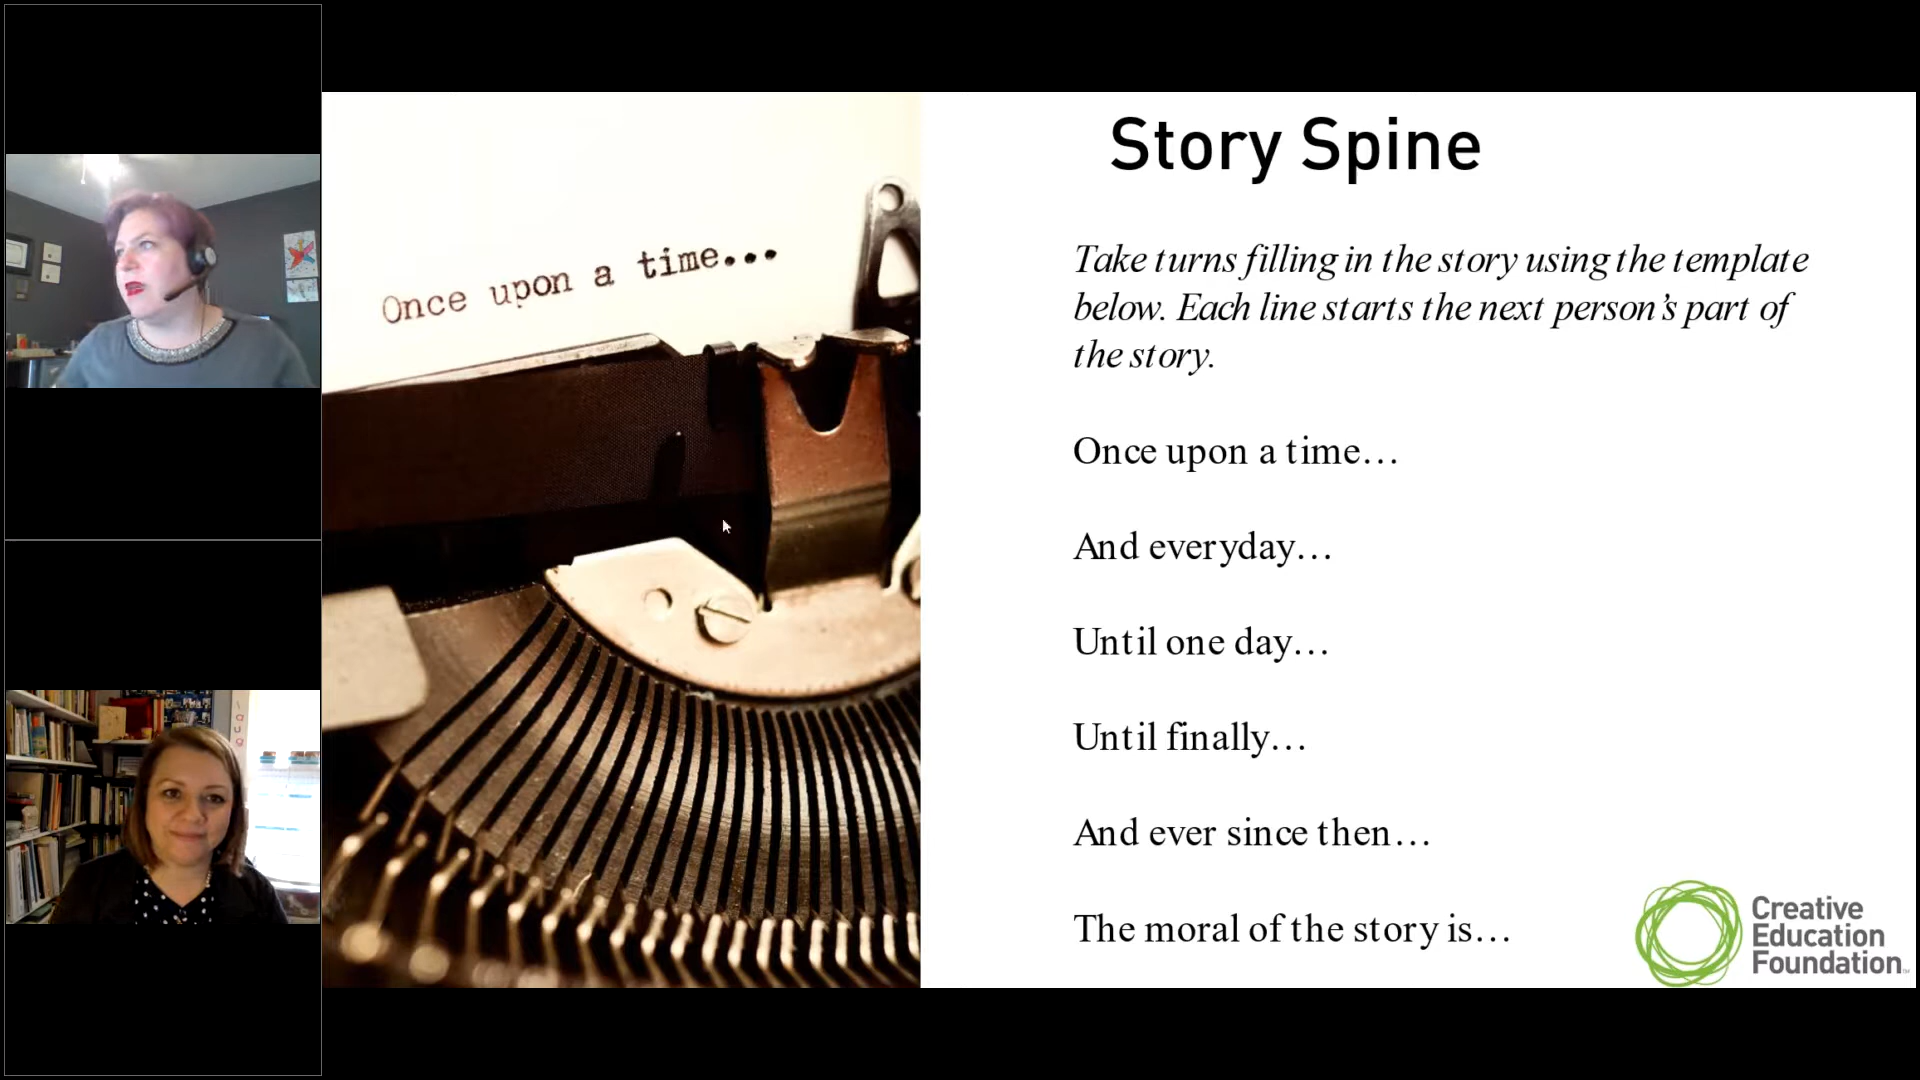 Once upon a time...
Story Spine
Take turns filling in the story using the template
below. Each line starts the next person’s part of
the story.
Once upon a time…
And everyday…
Until one day…
Until finally…
And ever since then…
The moral of the story is…
Creative
Education
Foundation